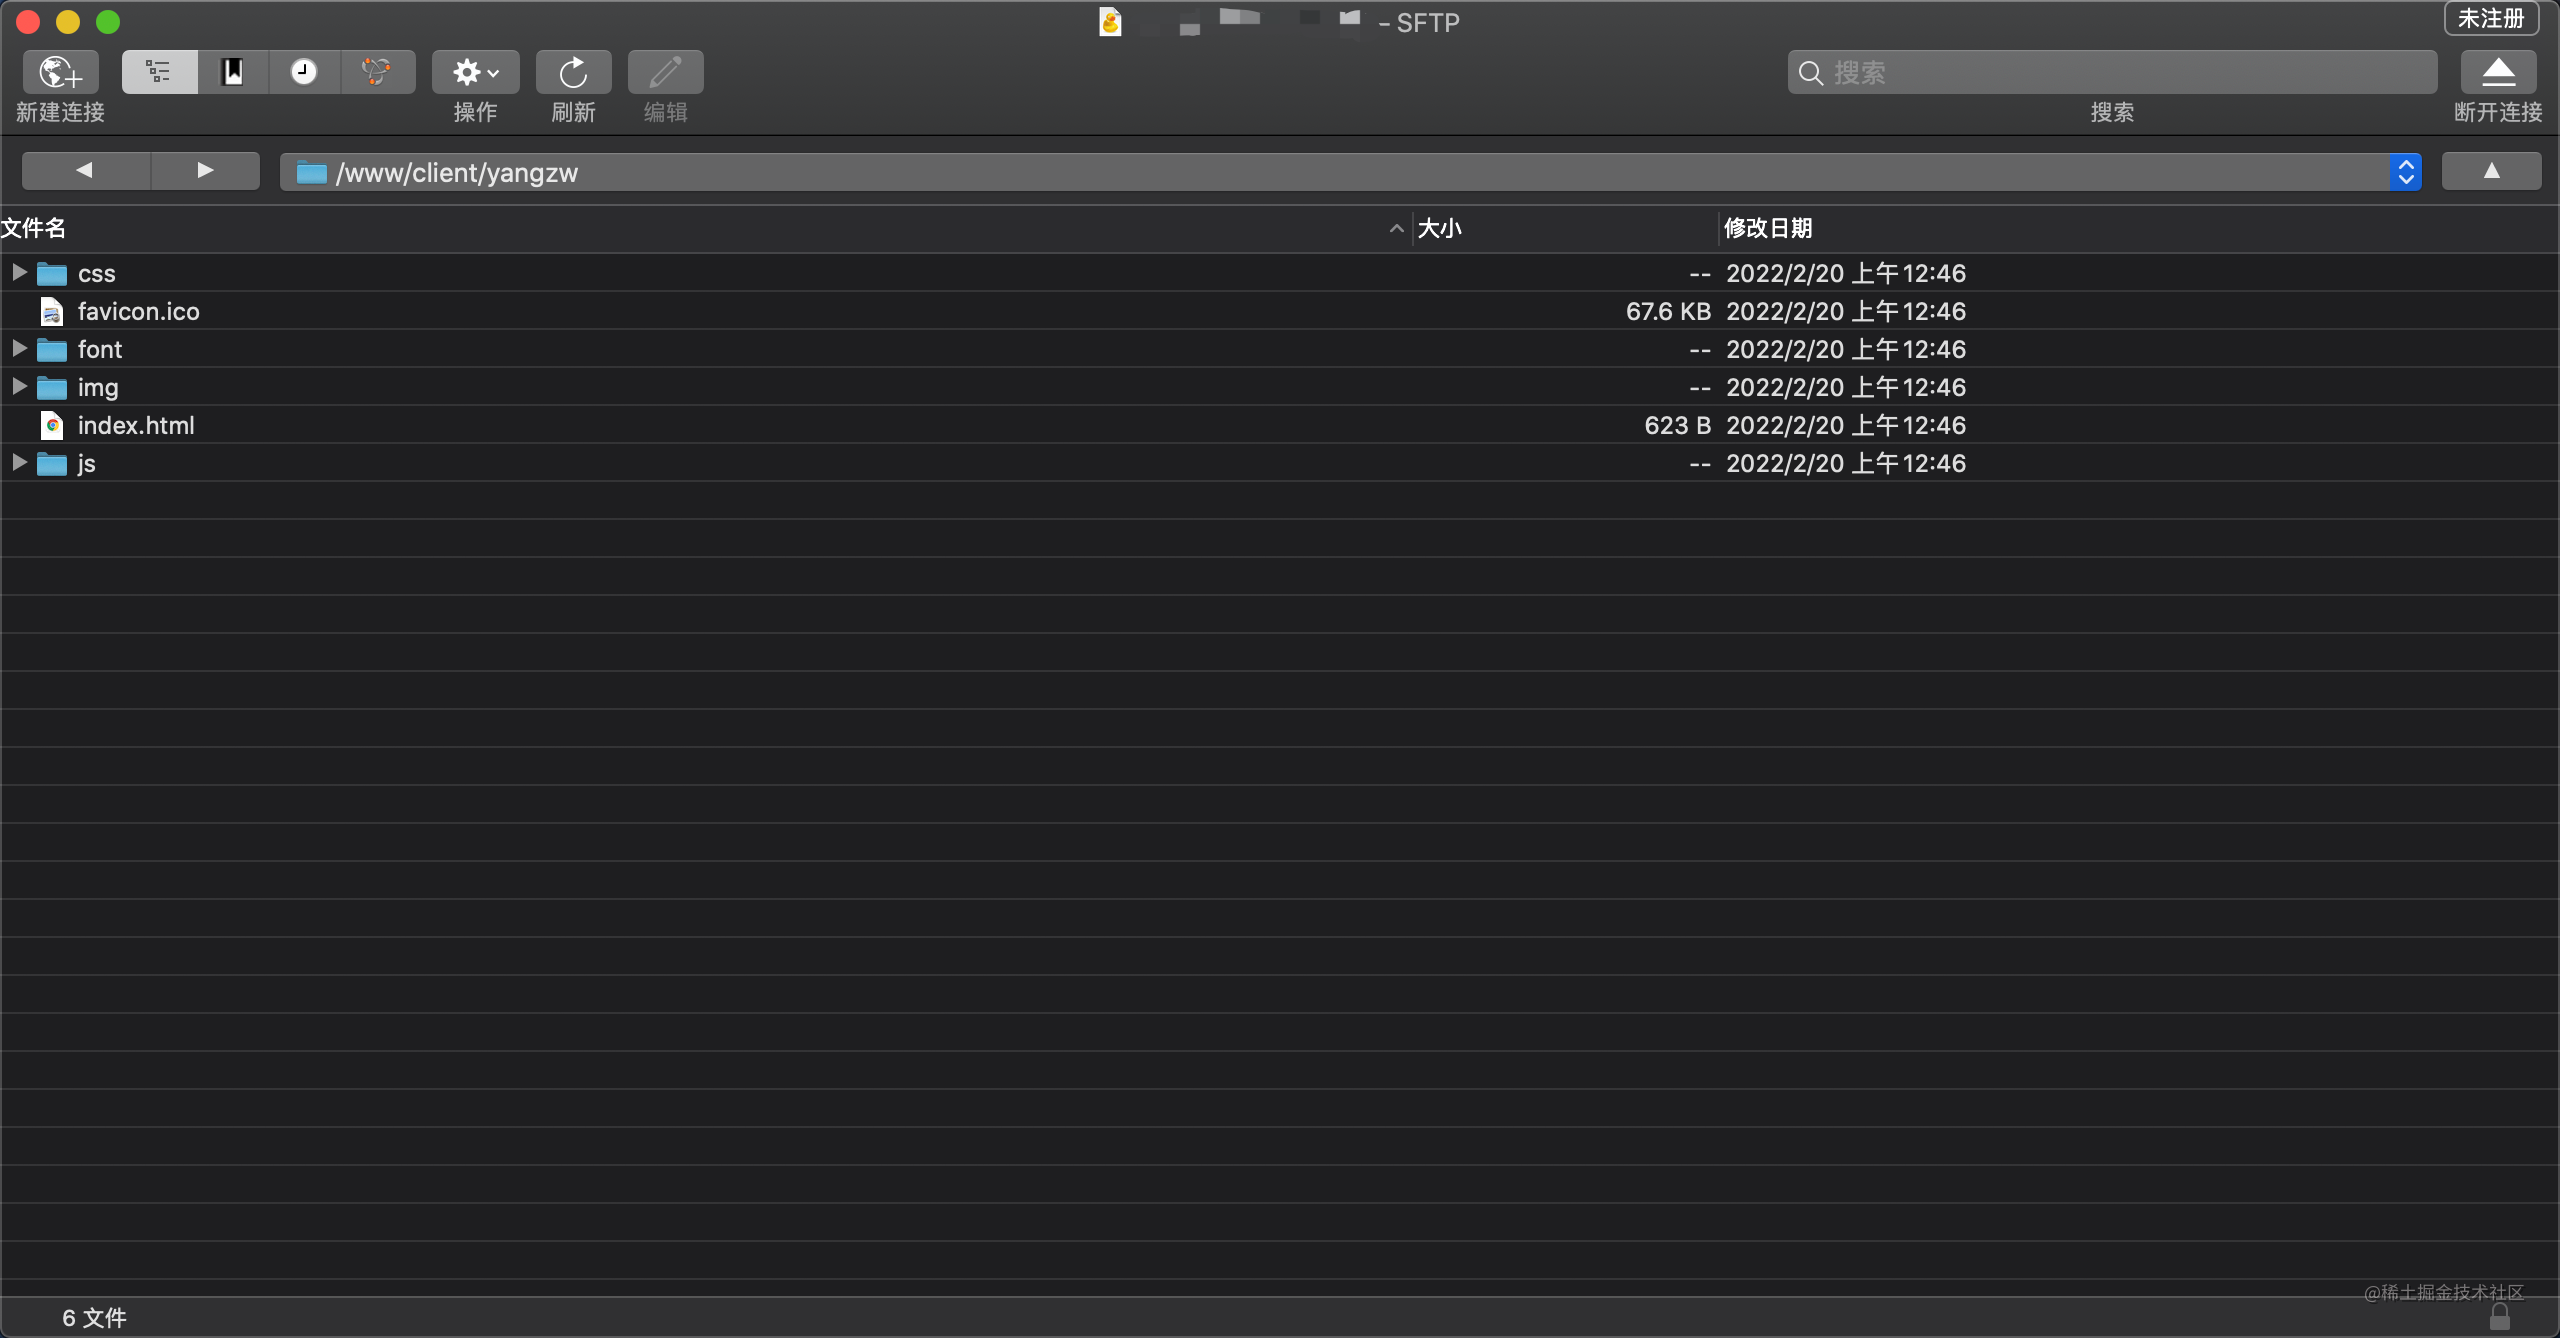 – SFTP
未注册
新建连接
操作
刷新
编辑
搜索
搜索
断开连接
/www/client/yangzw
文件名 大小 修改日期
css -- 2022/2/20 上午12:46
favicon.ico 67.6 KB 2022/2/20 上午12:46
font -- 2022/2/20 上午12:46
img -- 2022/2/20 上午12:46
index.html 623 B 2022/2/20 上午12:46
js -- 2022/2/20 上午12:46
@稀土掘金技术社区
6 文件